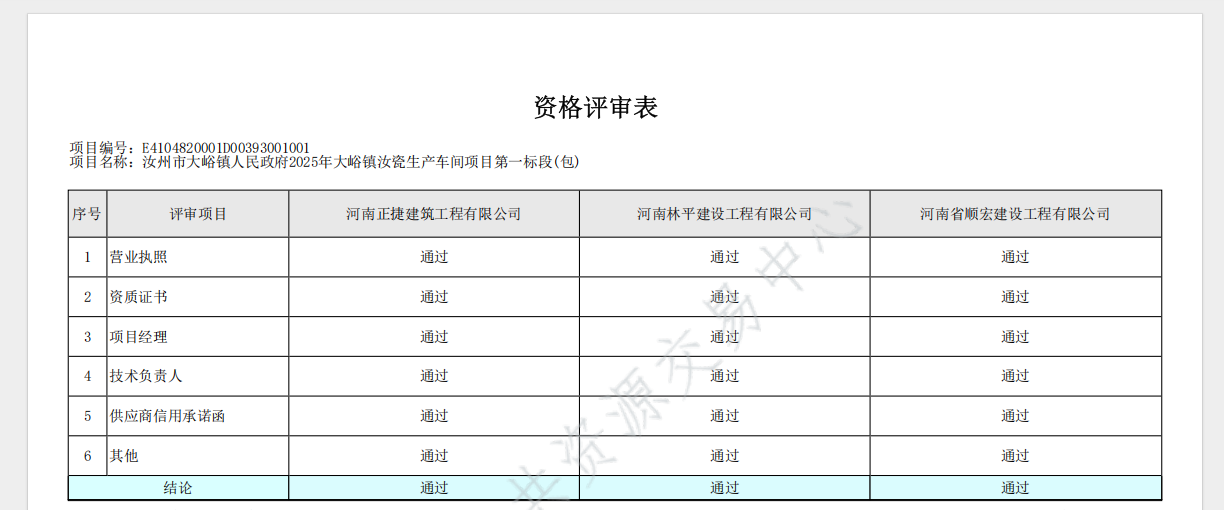 资格评审表
项目编号: E4104820001D00393001001
项目名称: 汝州市大峪镇人民政府2025年大峪镇汝瓷生产车间项目第一标段(包)
序号 评审项目 河南正捷建筑工程有限公司 河南林平建设工程有限公司 河南省顺宏建设工程有限公司
1 营业执照 通过 通过 通过
2 资质证书 通过 通过 通过
3 项目经理 通过 通过 通过
4 技术负责人 通过 通过 通过
5 供应商信用承诺函 通过 通过 通过
6 其他 通过 通过 通过
结论 通过 通过 通过
共资源交易中心